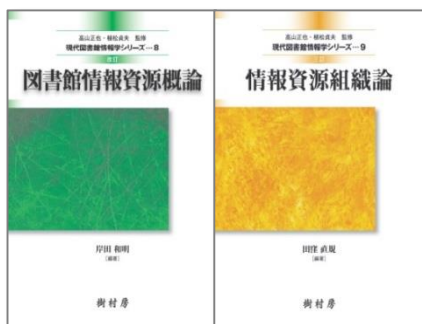 高山正也・植松貞夫 監修
現代図書館情報学シリーズ…8
改訂
図書館情報資源概論
岸田 和明
[編著]
樹村房
高山正也・植松貞夫 監修
現代図書館情報学シリーズ…9
情報資源組織論
田窪 直規
[編著]
樹村房